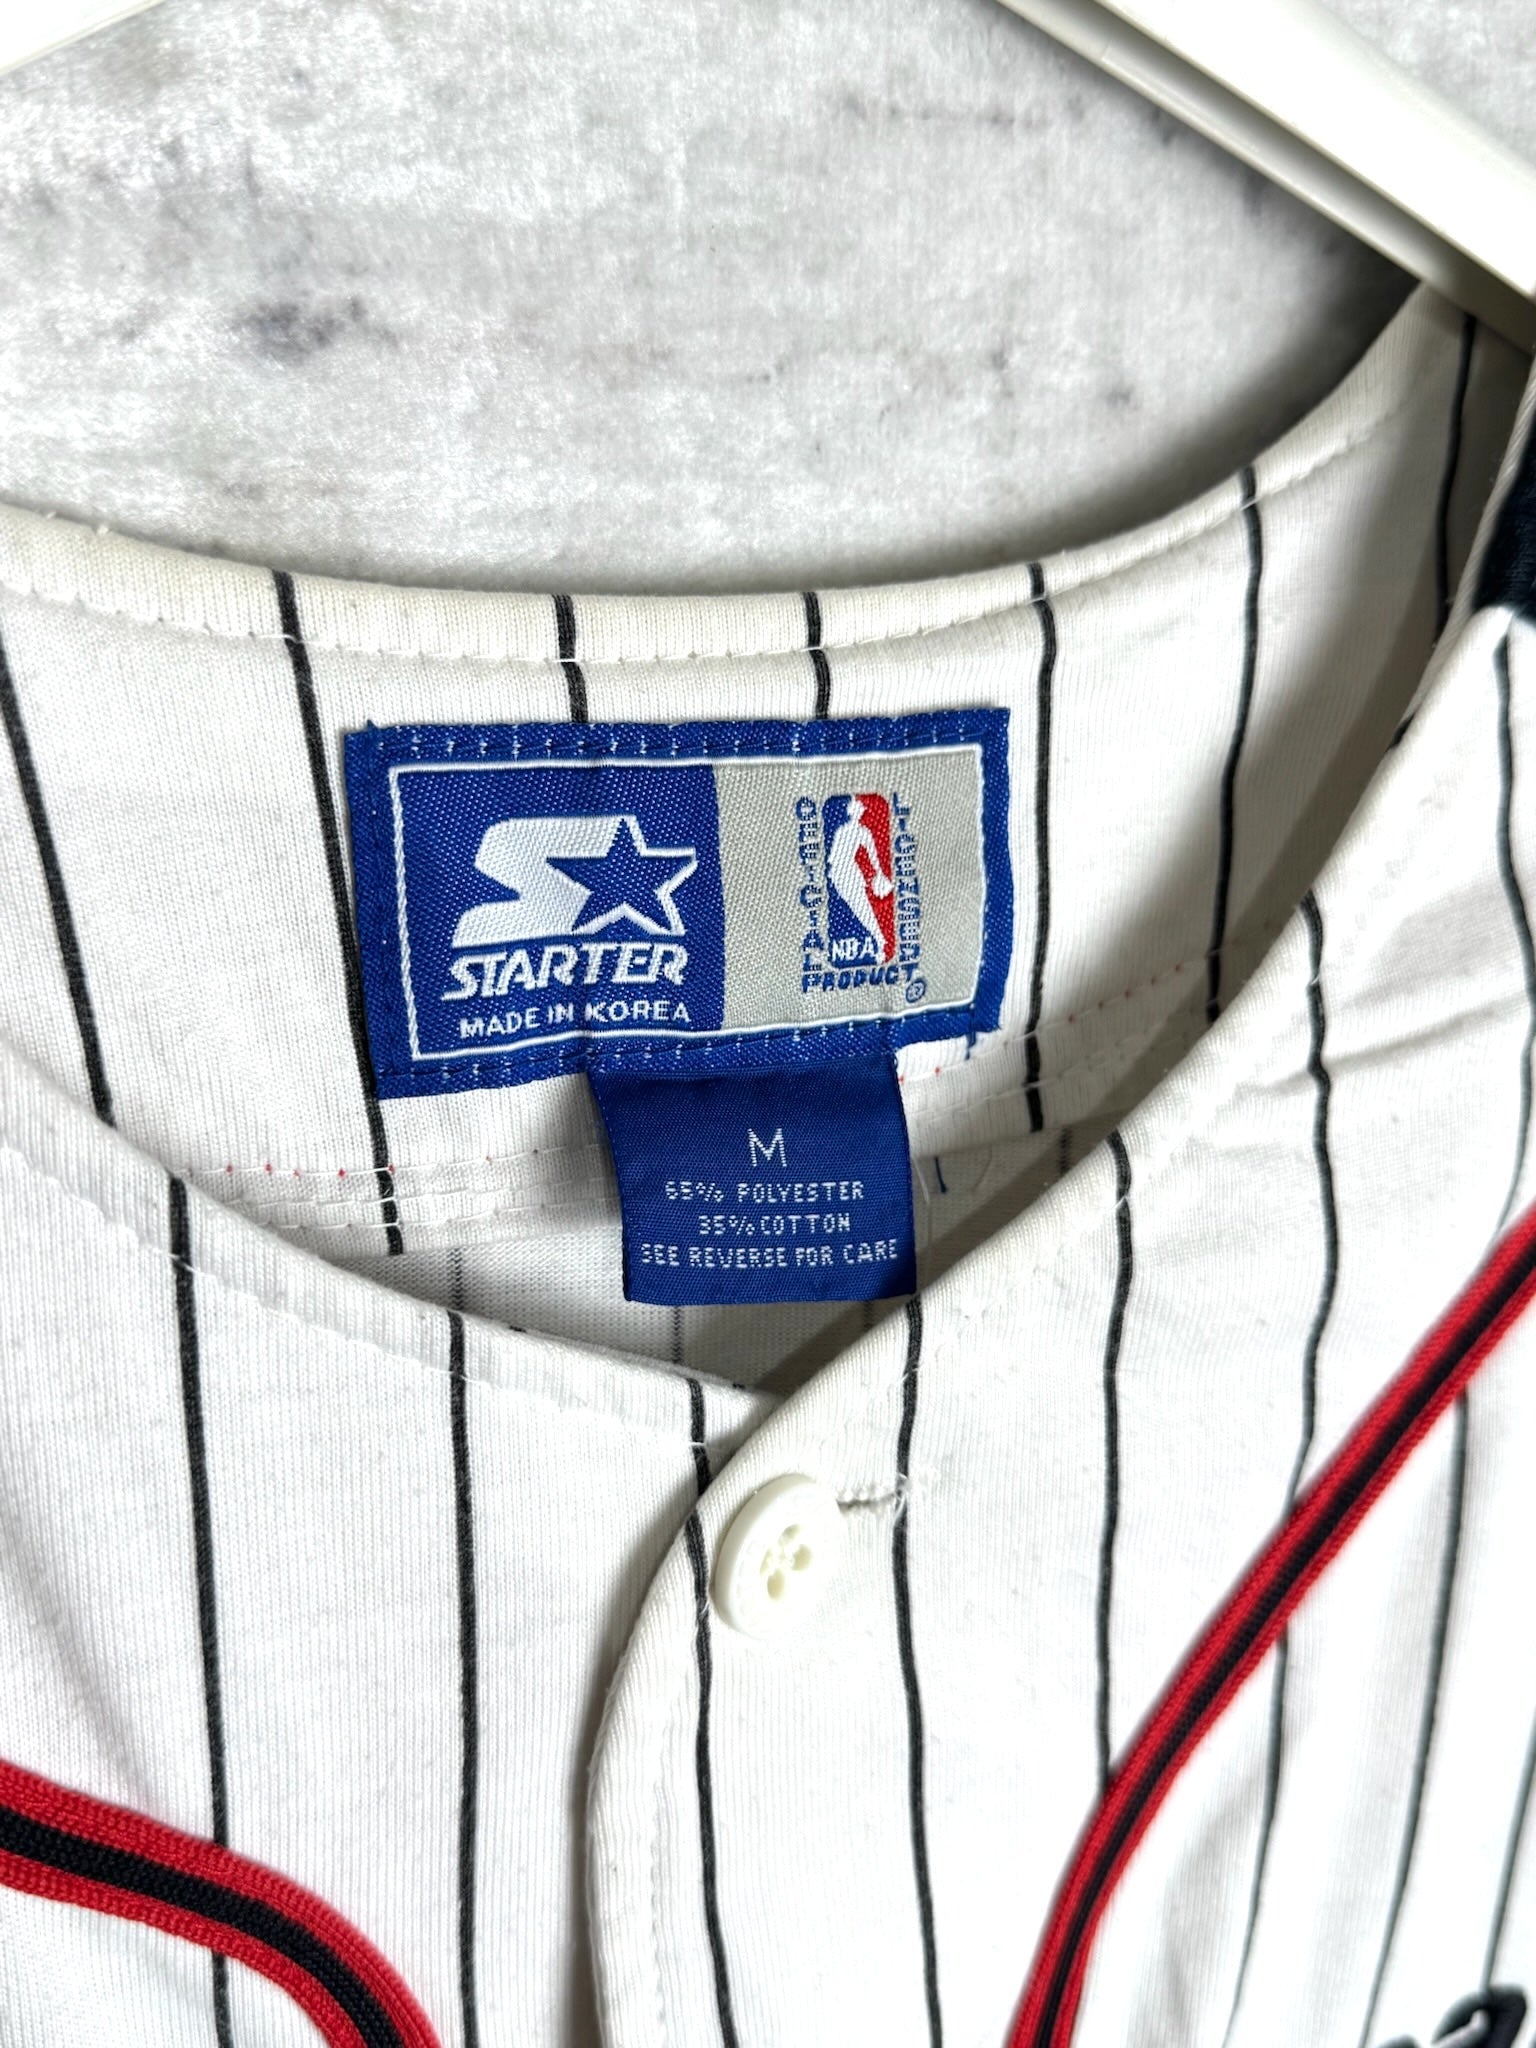 STARTER
MADE IN KOREA
OFFICIAL
LICENSED
NBA
PRODUCT®
M
65% POLYESTER
35% COTTON
SEE REVERSE FOR CARE